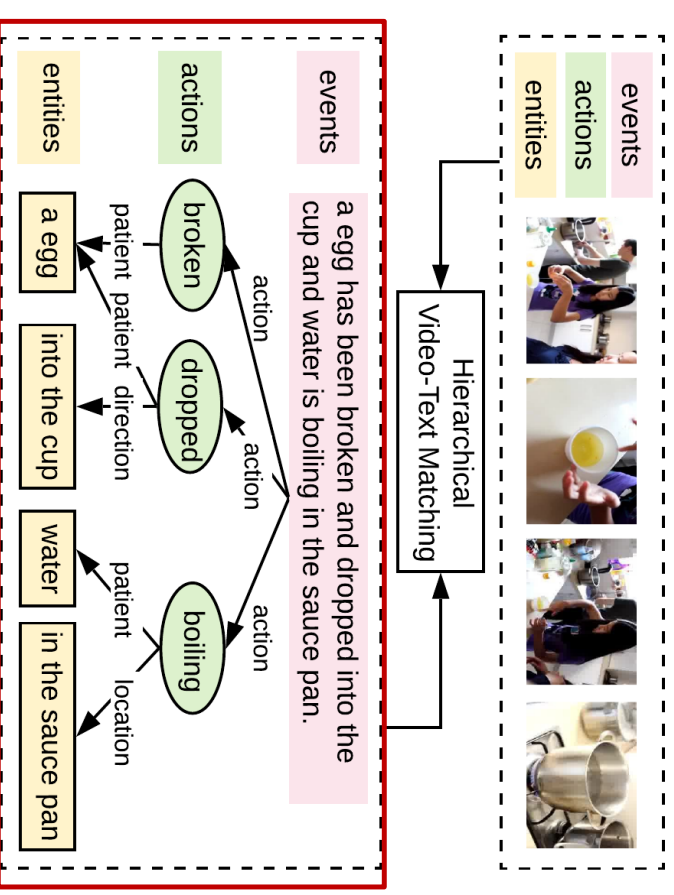 events
actions
entities
Hierarchical
Video-Text Matching
events
a egg has been broken and dropped into the
cup and water is boiling in the sauce pan.
action
action
action
actions
broken
dropped
boiling
patient
patient
direction
patient
location
entities
a egg
into the cup
water
in the sauce pan